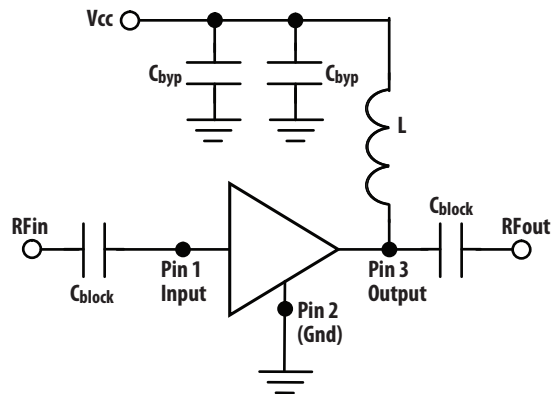 Vcc
Cbyp
Cbyp
L
RFin
Cblock
Pin 1
Input
Pin 2
(Gnd)
Pin 3
Output
Cblock
RFout